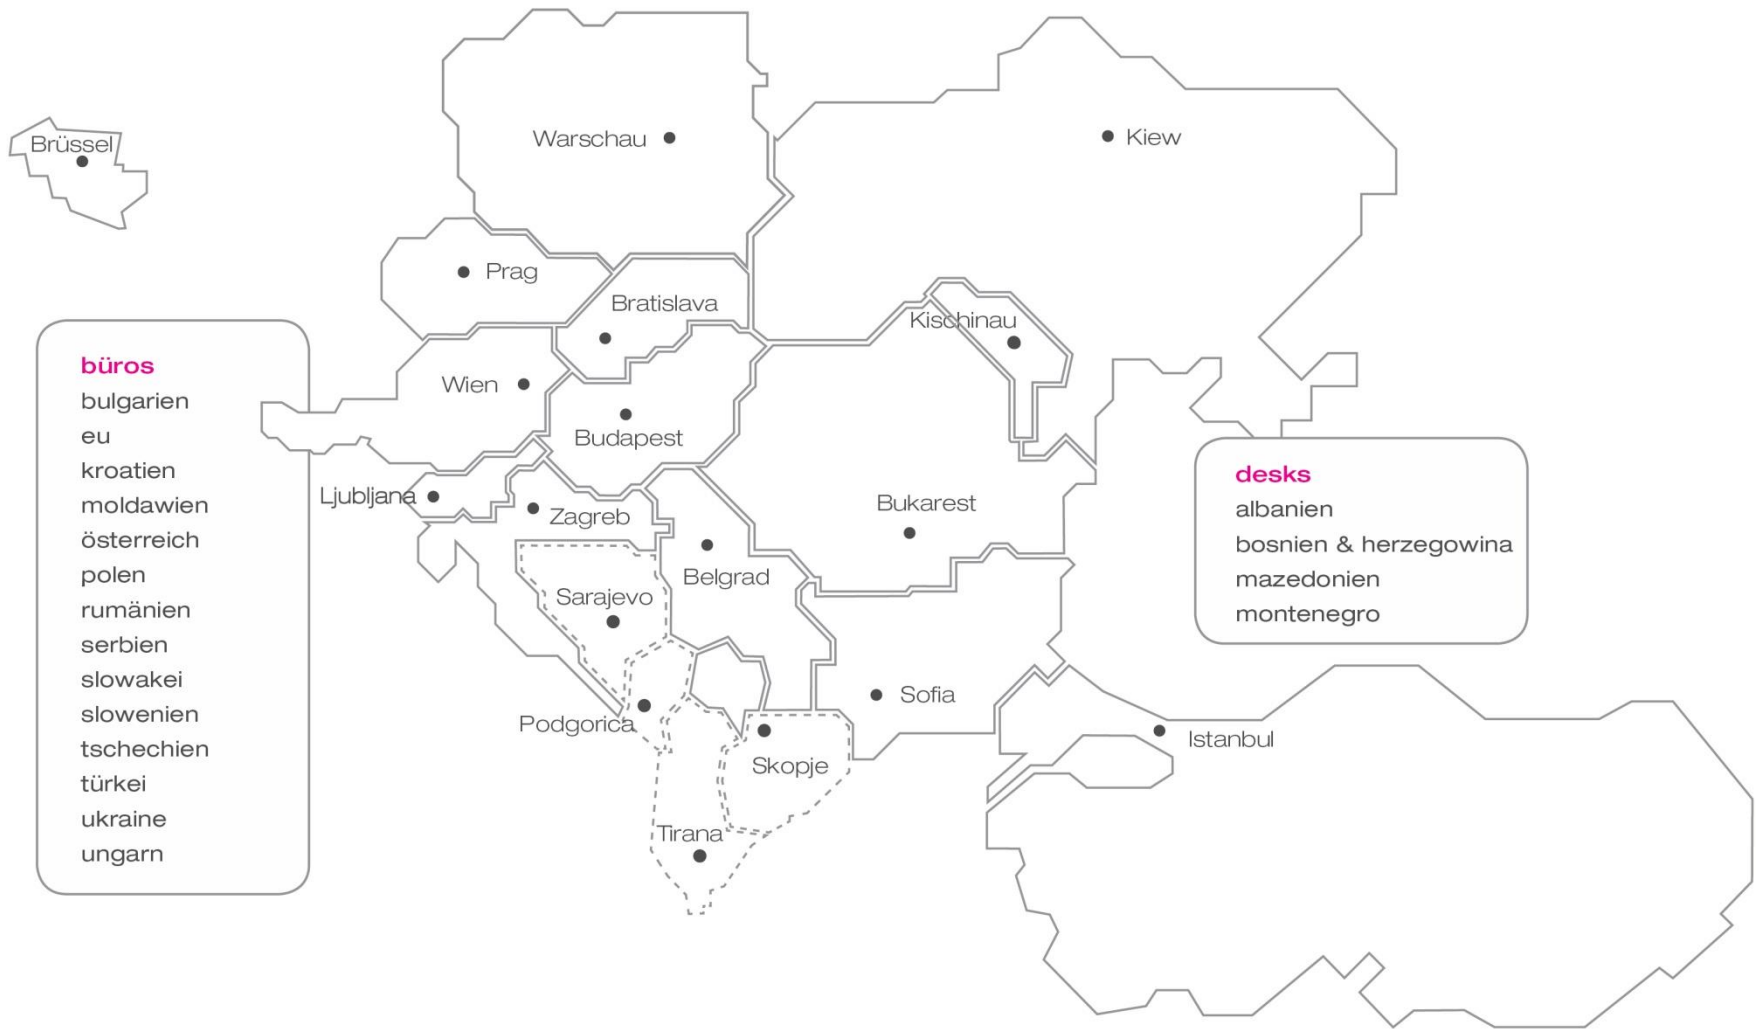 Warschau
Kiew
Brüssel
Prag
Bratislava
Kischinau
büros
bulgarien
eu
kroatien
moldawien
österreich
polen
rumänien
serbien
slowakei
slowenien
tschechien
türkei
ukraine
ungarn
Wien
Budapest
Ljubljana
Zagreb
Bukarest
desks
albanien
bosnien & herzegowina
mazedonien
montenegro
Belgrad
Sarajevo
Sofia
Podgorica
Istanbul
Skopje
Tirana